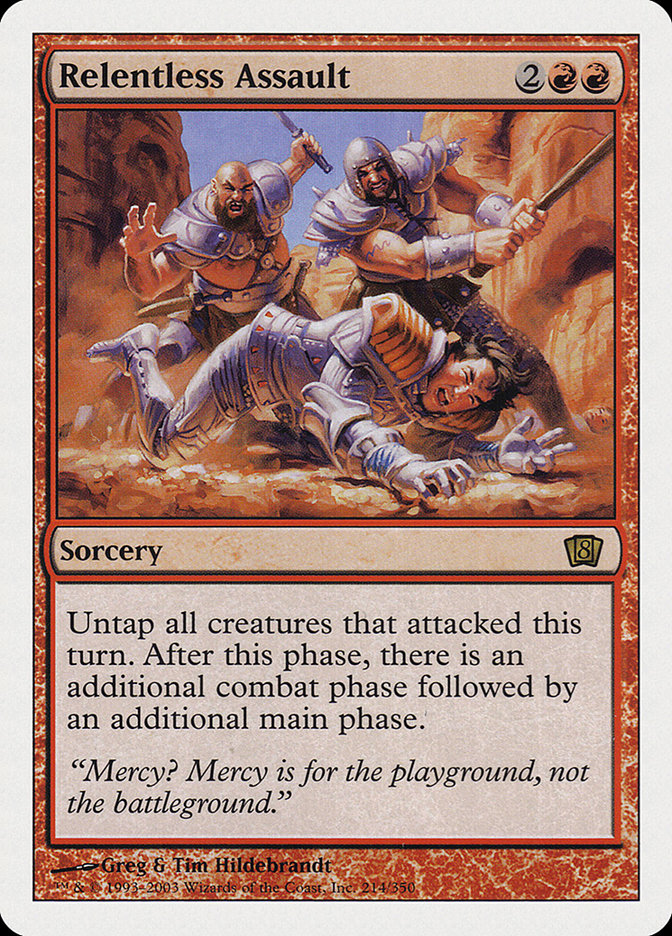 Relentless Assault 2
Sorcery 8
Untap all creatures that attacked this
turn. After this phase, there is an
additional combat phase followed by
an additional main phase.
“Mercy? Mercy is for the playground, not
the battleground.”
Greg & Tim Hildebrandt
™ & © 1993–2003 Wizards of the Coast, Inc. 214/350